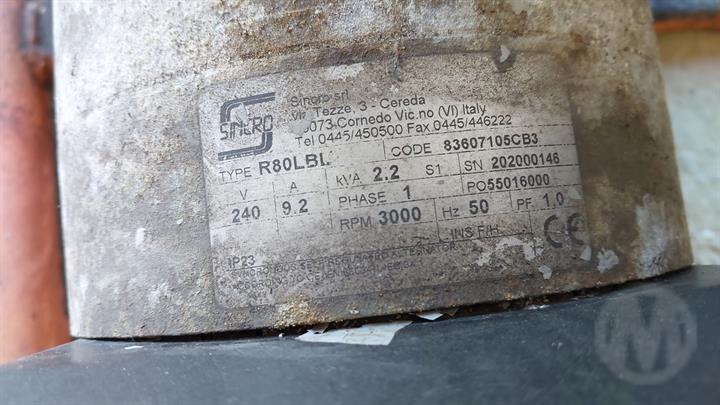 SINCRO
Sincro srl
Via Tezze, 3 - Cereda
36073 Cornedo Vic.no (VI) Italy
Tel 0445/450500 Fax 0445/446222
TYPE R80LBL CODE 83607105CB3
V A kVA 2.2 S1 SN 202000146
240 9.2 PHASE 1 PO55016000
RPM 3000 Hz 50 PF 1.0
IP23 INS F/H CE
ALTERNATOR
M